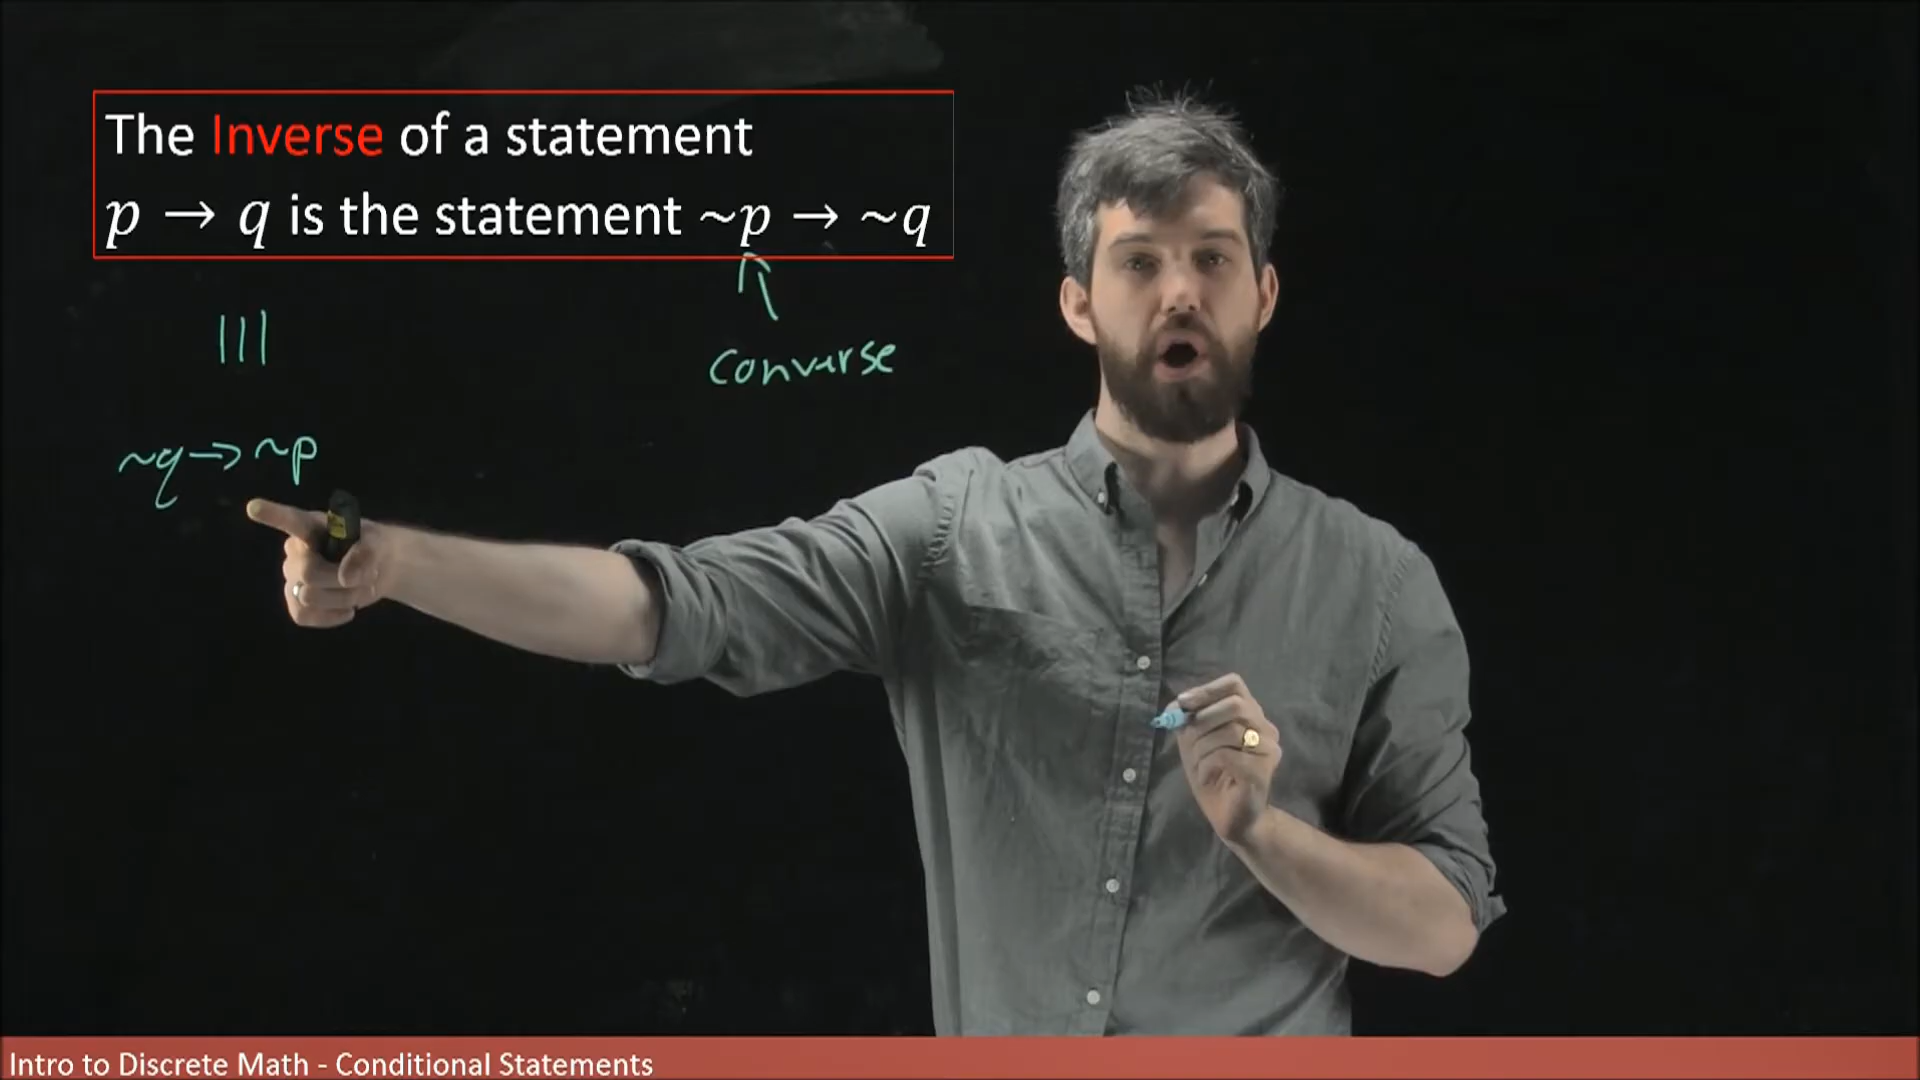 The Inverse of a statement
p → q is the statement ~p → ~q
|||
converse
~q → ~p
Intro to Discrete Math - Conditional Statements